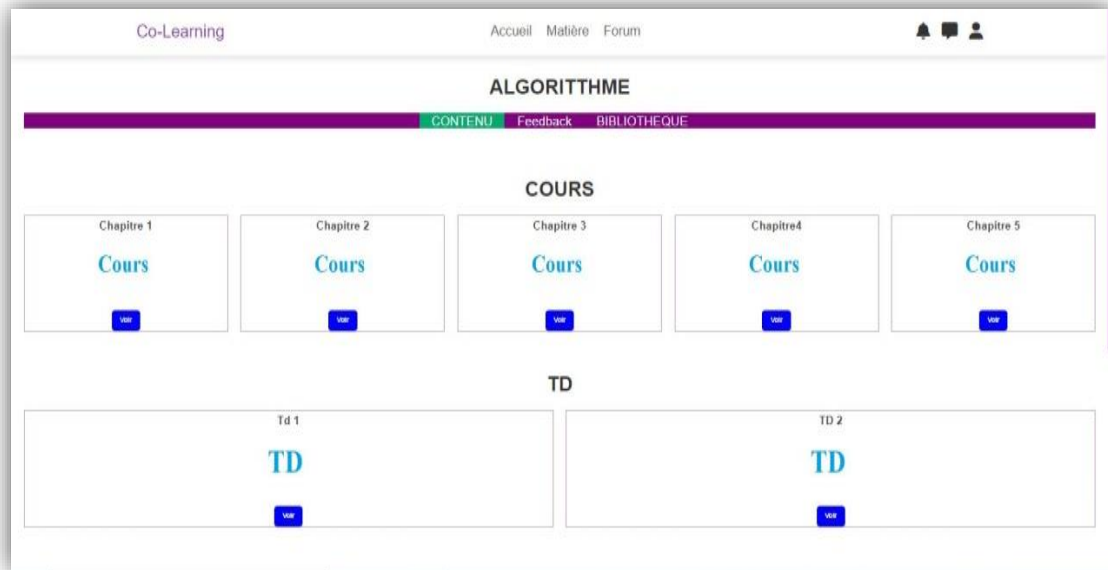 Co-Learning Accueil Matière Forum
ALGORITTHME
CONTENU Feedback BIBLIOTHEQUE
COURS
Chapitre 1 Chapitre 2 Chapitre 3 Chapitre4 Chapitre 5
Cours Cours Cours Cours Cours
Voir Voir Voir Voir Voir
TD
Td 1 TD 2
TD TD
Voir Voir